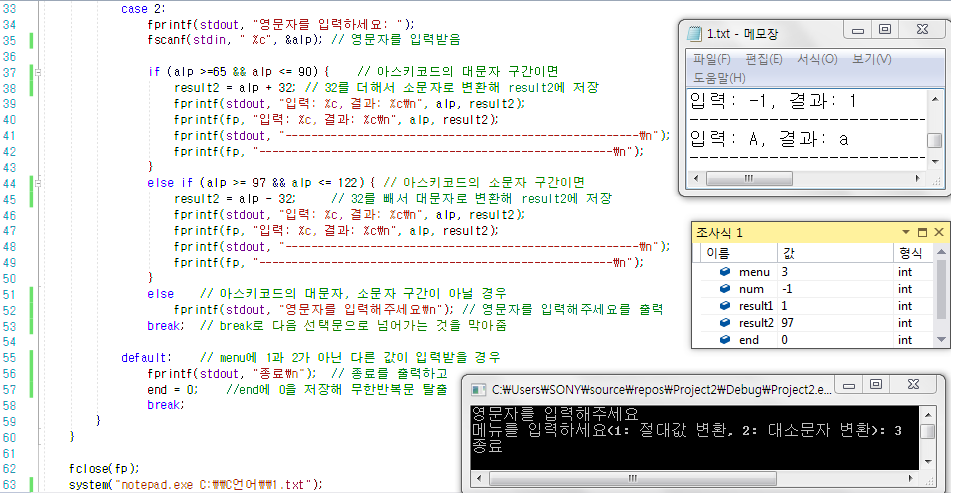 33 case 2:
34 fprintf(stdout, "영문자를 입력하세요: ");
35 fscanf(stdin, " %c", &alp); // 영문자를 입력받음
36
37 if (alp >=65 && alp <= 90) { // 아스키코드의 대문자 구간이면
38 result2 = alp + 32; // 32를 더해서 소문자로 변환해 result2에 저장
39 fprintf(stdout, "입력: %c, 결과: %c₩n", alp, result2);
40 fprintf(fp, "입력: %c, 결과: %c₩n", alp, result2);
41 fprintf(stdout, "------------------------------------------------------₩n");
42 fprintf(fp, "------------------------------------------------------₩n");
43 }
44 else if (alp >= 97 && alp <= 122) { // 아스키코드의 소문자 구간이면
45 result2 = alp - 32; // 32를 빼서 대문자로 변환해 result2에 저장
46 fprintf(stdout, "입력: %c, 결과: %c₩n", alp, result2);
47 fprintf(fp, "입력: %c, 결과: %c₩n", alp, result2);
48 fprintf(stdout, "------------------------------------------------------₩n");
49 fprintf(fp, "------------------------------------------------------₩n");
50 }
51 else // 아스키코드의 대문자, 소문자 구간이 아닐 경우
52 fprintf(stdout, "영문자를 입력해주세요₩n"); // 영문자를 입력해주세요를 출력
53 break; // break로 다음 선택문으로 넘어가는 것을 막아줌
54
55 default: // menu에 1과 2가 아닌 다른 값이 입력받을 경우
56 fprintf(stdout, "종료₩n"); // 종료를 출력하고
57 end = 0; //end에 0을 저장해 무한반복문 탈출
58 break;
59 }
60 }
61
62 fclose(fp);
63 system("notepad.exe C:₩₩C언어₩₩1.txt");
1.txt - 메모장
파일(F) 편집(E) 서식(O) 보기(V)
도움말(H)
입력: -1, 결과: 1
--------------------------
입력: A, 결과: a
--------------------------
조사식 1
이름 값 형식
menu 3 int
num -1 int
result1 1 int
result2 97 int
end 0 int
C:₩Users₩SONY₩source₩repos₩Project2₩Debug₩Project2.e...
영문자를 입력해주세요
메뉴를 입력하세요(1: 절대값 변환, 2: 대소문자 변환): 3
종료